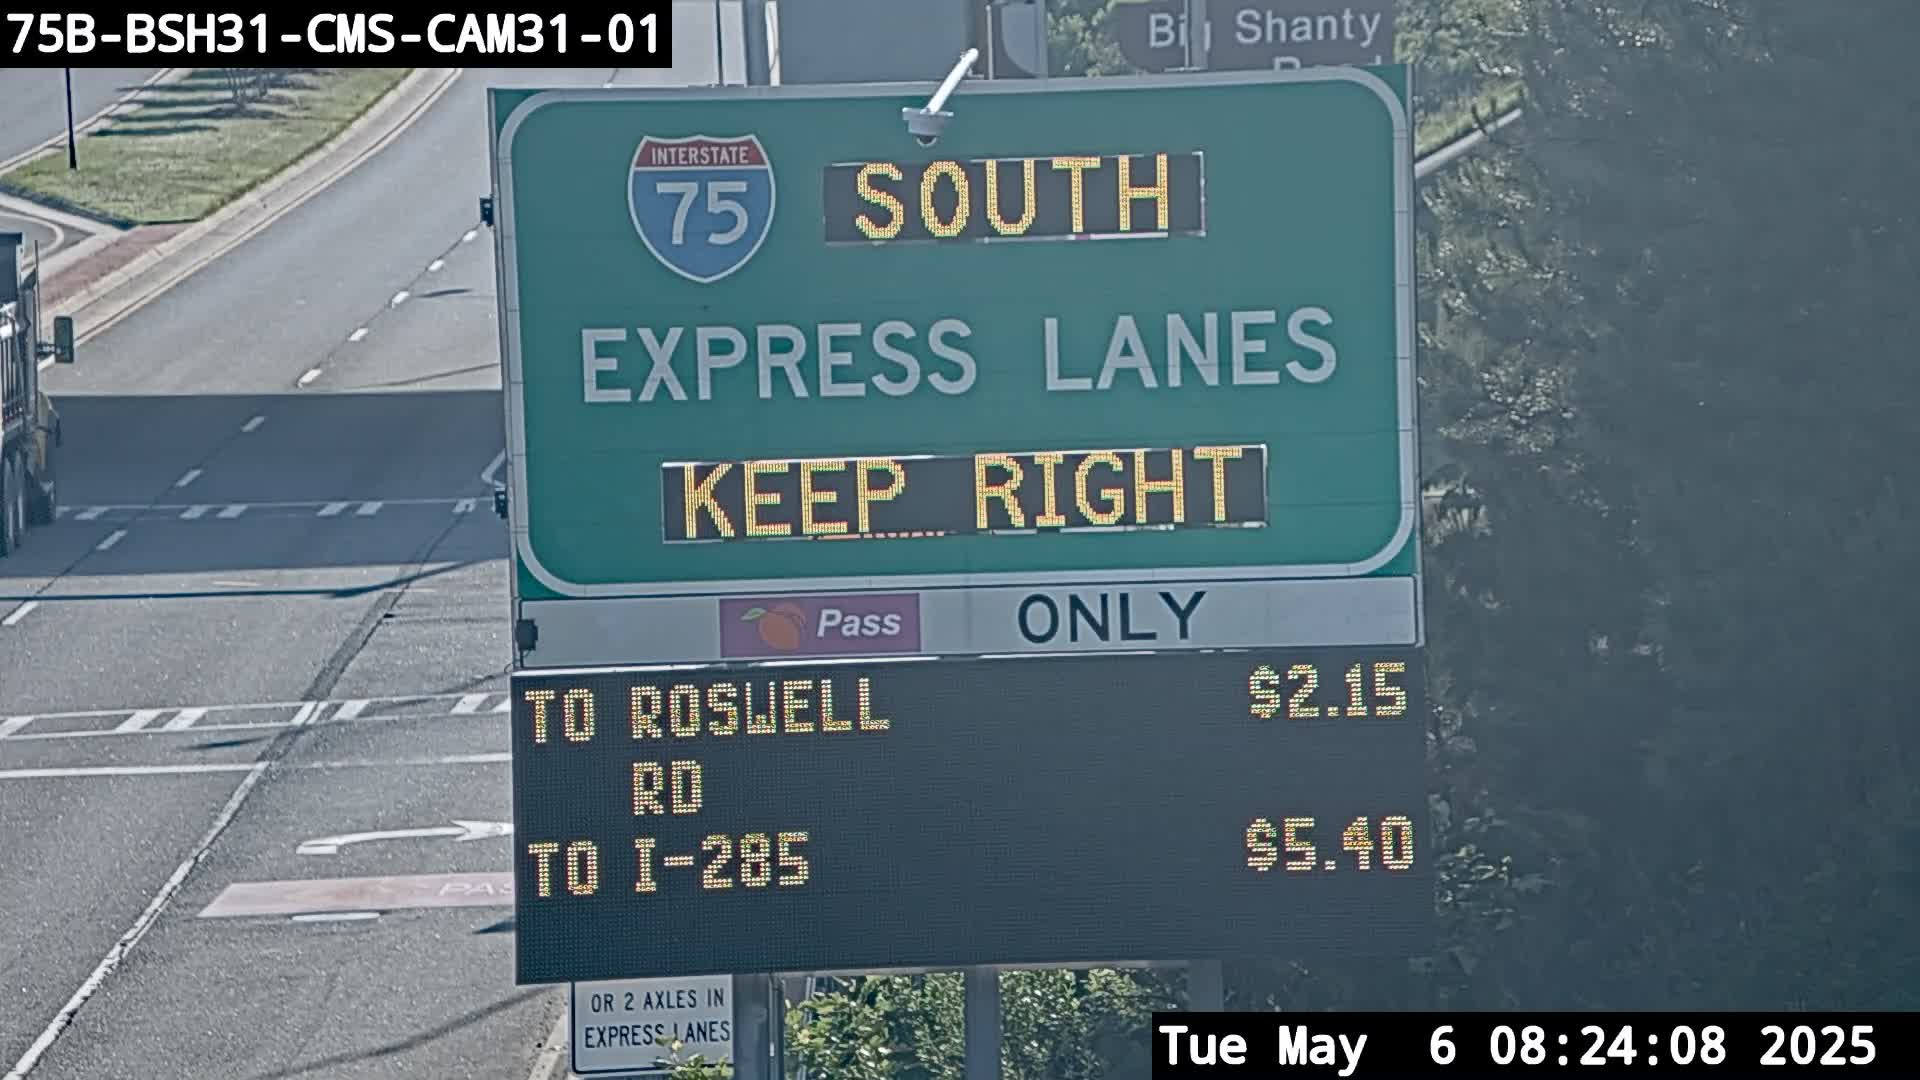 75B-BSH31-CMS-CAM31-01
Big Shanty
Road
INTERSTATE
75
SOUTH
EXPRESS LANES
KEEP RIGHT
Pass ONLY
TO ROSWELL $2.15
RD
TO I-285 $5.40
OR 2 AXLES IN
EXPRESS LANES
Tue May 6 08:24:08 2025